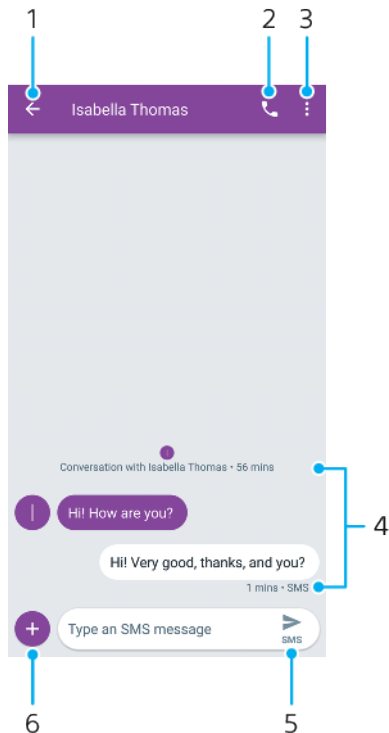 1 2 3
Isabella Thomas
Conversation with Isabella Thomas • 56 mins
Hi! How are you?
Hi! Very good, thanks, and you?
1 mins • SMS
4
Type an SMS message
SMS
6 5